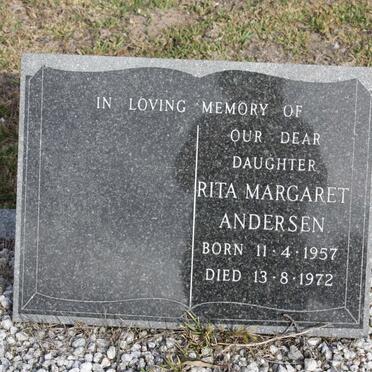 IN LOVING MEMORY OF
OUR DEAR
DAUGHTER
RITA MARGARET
ANDERSEN
BORN 11·4·1957
DIED 13·8·1972